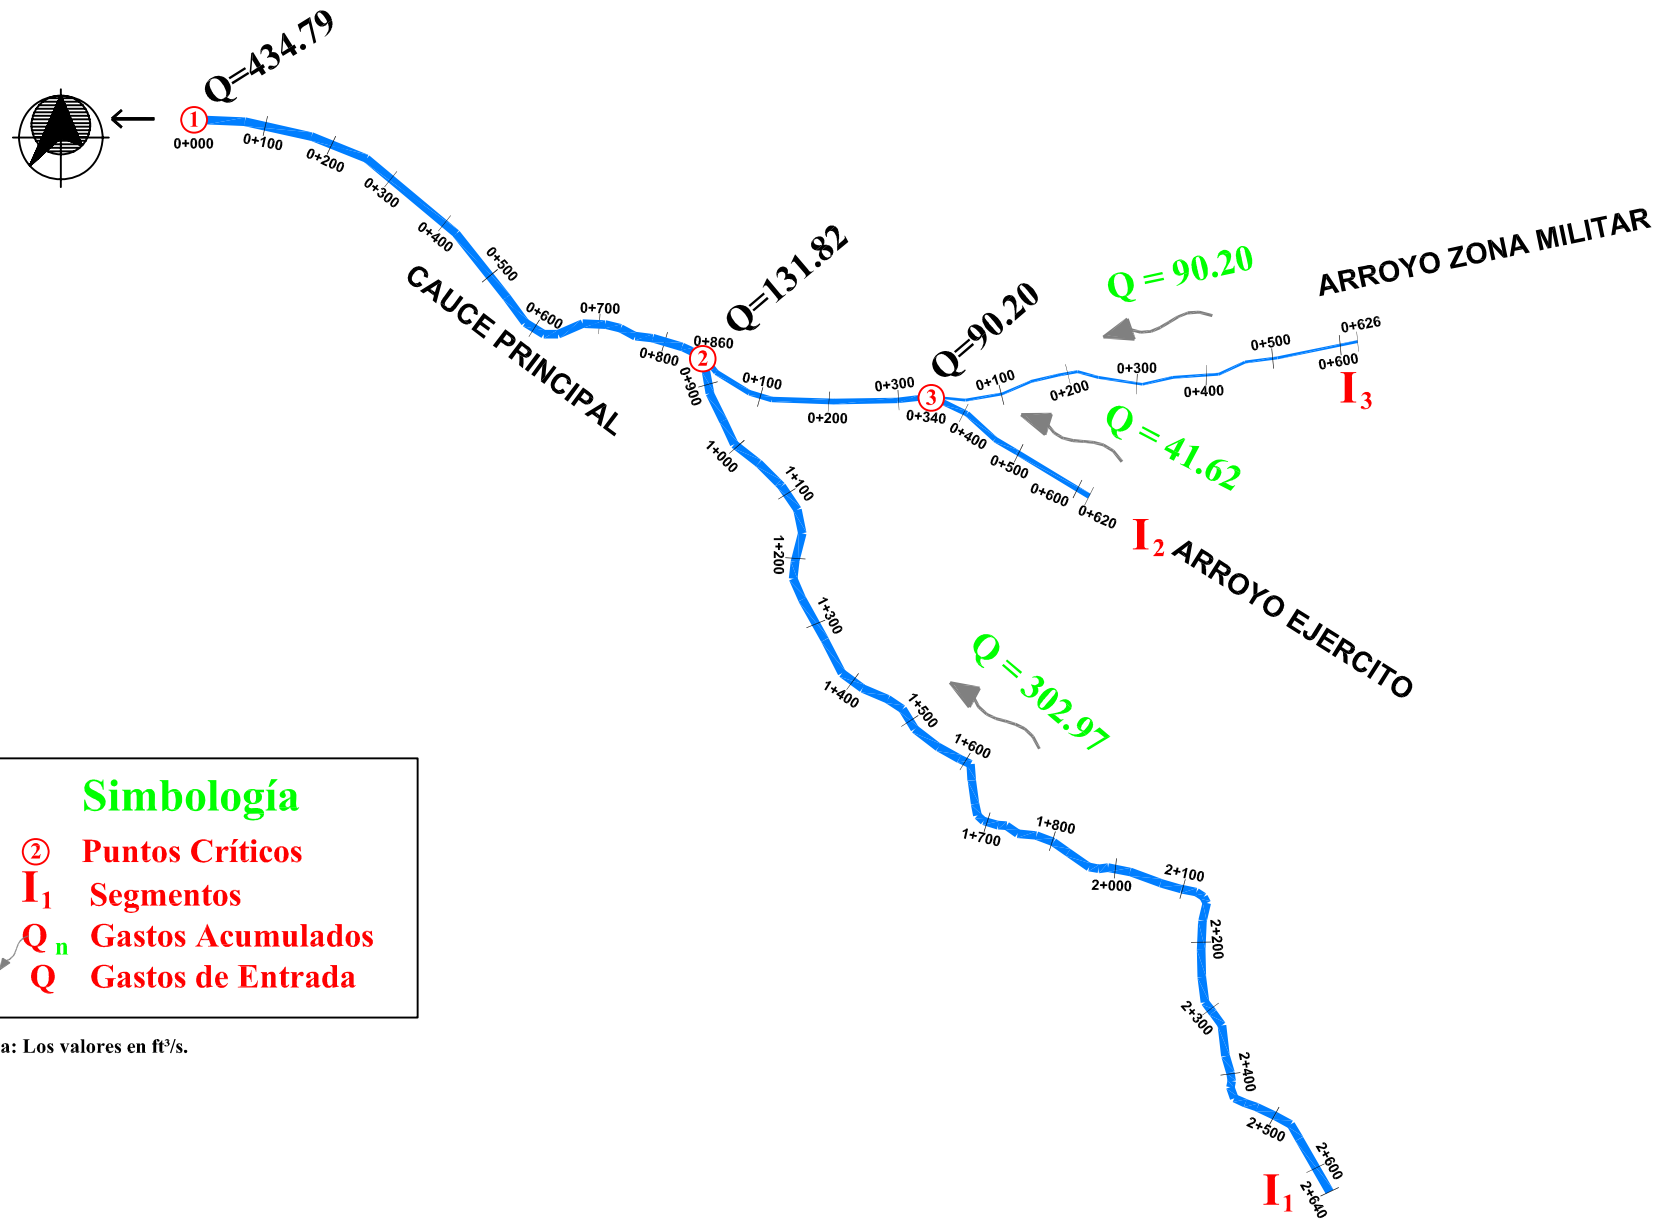 Q=434.79
1
0+000
0+100
0+200
0+300
0+400
0+500
0+600
0+700
0+800
0+860
CAUCE PRINCIPAL
Q=131.82
2
0+900
0+100
0+200
0+300
0+340
Q=90.20
3
0+100
0+200
0+300
0+400
0+500
0+600
0+626
Q = 90.20
ARROYO ZONA MILITAR
I3
0+400
0+500
0+600
0+620
Q = 41.62
I2
ARROYO EJERCITO
1+000
1+100
1+200
1+300
1+400
1+500
1+600
1+700
1+800
2+000
2+100
2+200
2+300
2+400
2+500
2+600
2+640
Q = 302.97
I1
Simbología
2 Puntos Críticos
I1 Segmentos
Q n Gastos Acumulados
Q Gastos de Entrada
a: Los valores en ft³/s.